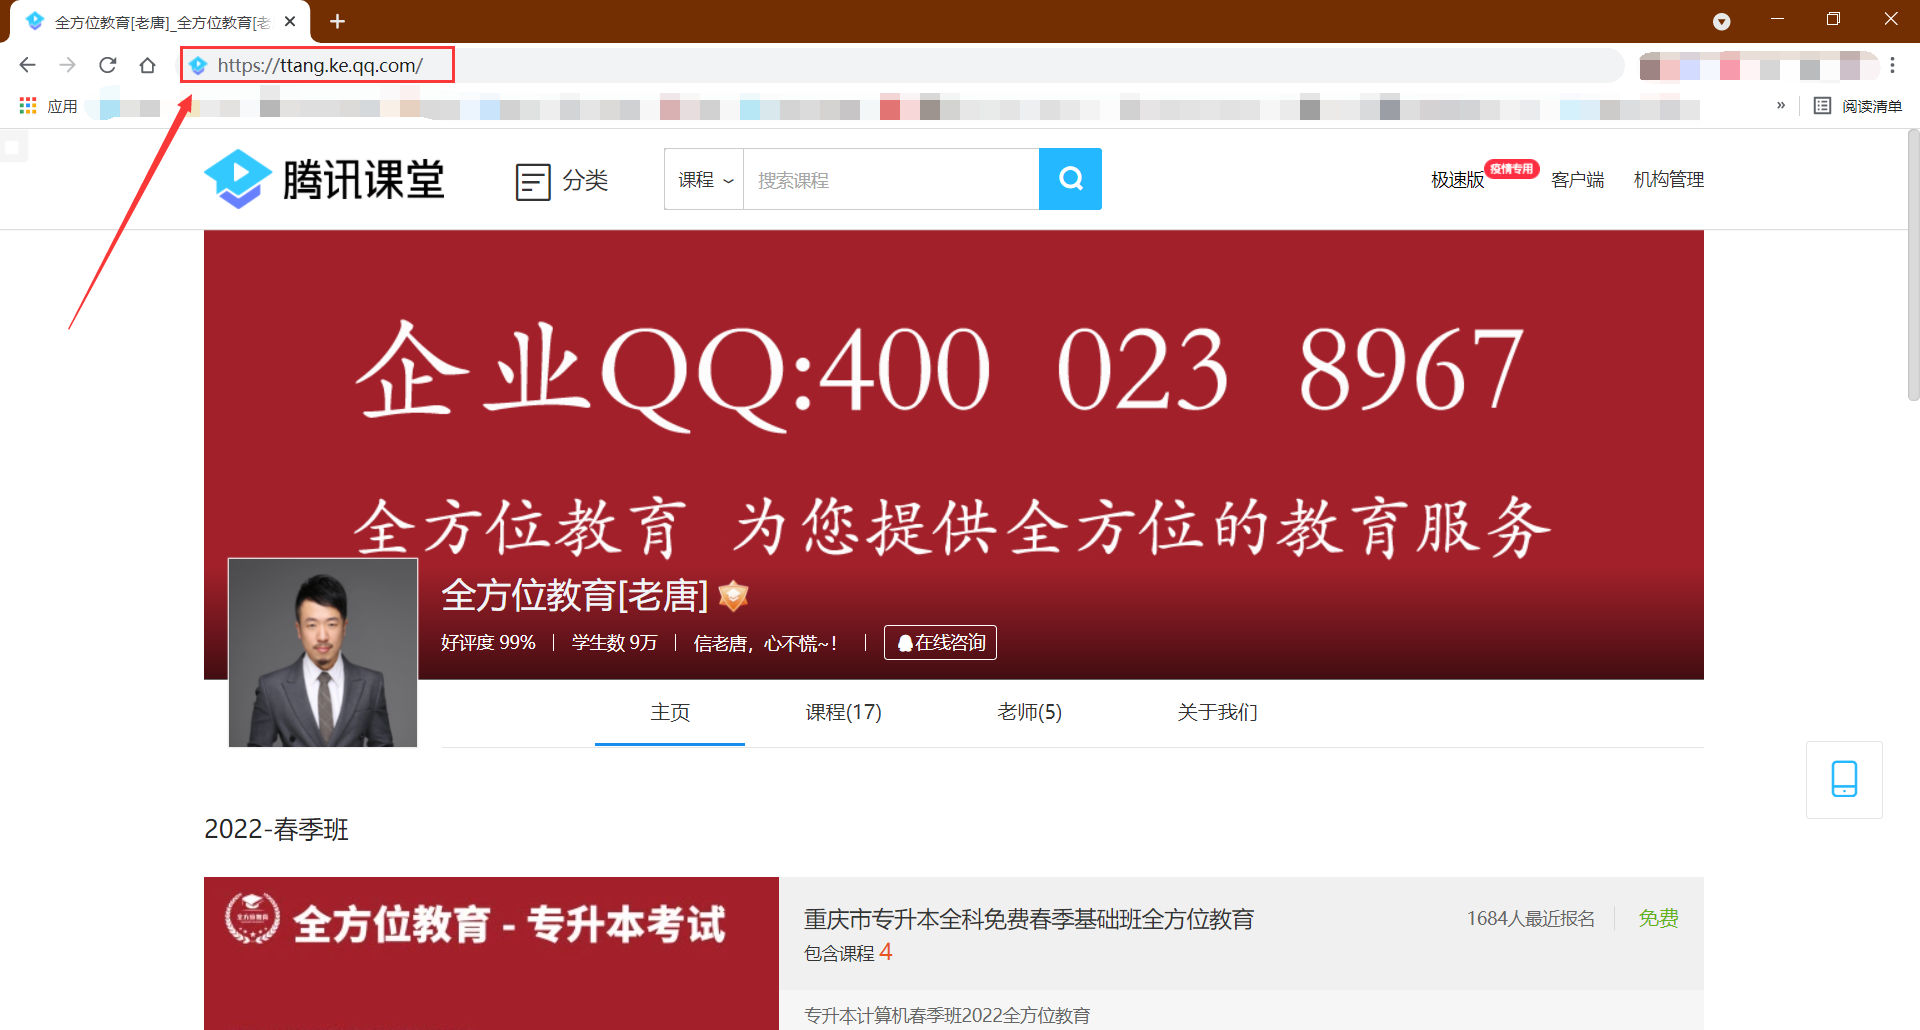 全方位教育[老唐]_全方位教育[老
https://ttang.ke.qq.com/
应用
»
阅读清单
腾讯课堂
分类
课程
搜索课程
极速版
疫情专用
客户端
机构管理
企业QQ:400 023 8967
全方位教育 为您提供全方位的教育服务
全方位教育[老唐]
好评度 99%
学生数 9万
信老唐，心不慌~！
在线咨询
主页
课程(17)
老师(5)
关于我们
2022-春季班
全方位教育
全方位教育 - 专升本考试
重庆市专升本全科免费春季基础班全方位教育
1684人最近报名
免费
包含课程 4
专升本计算机春季班2022全方位教育